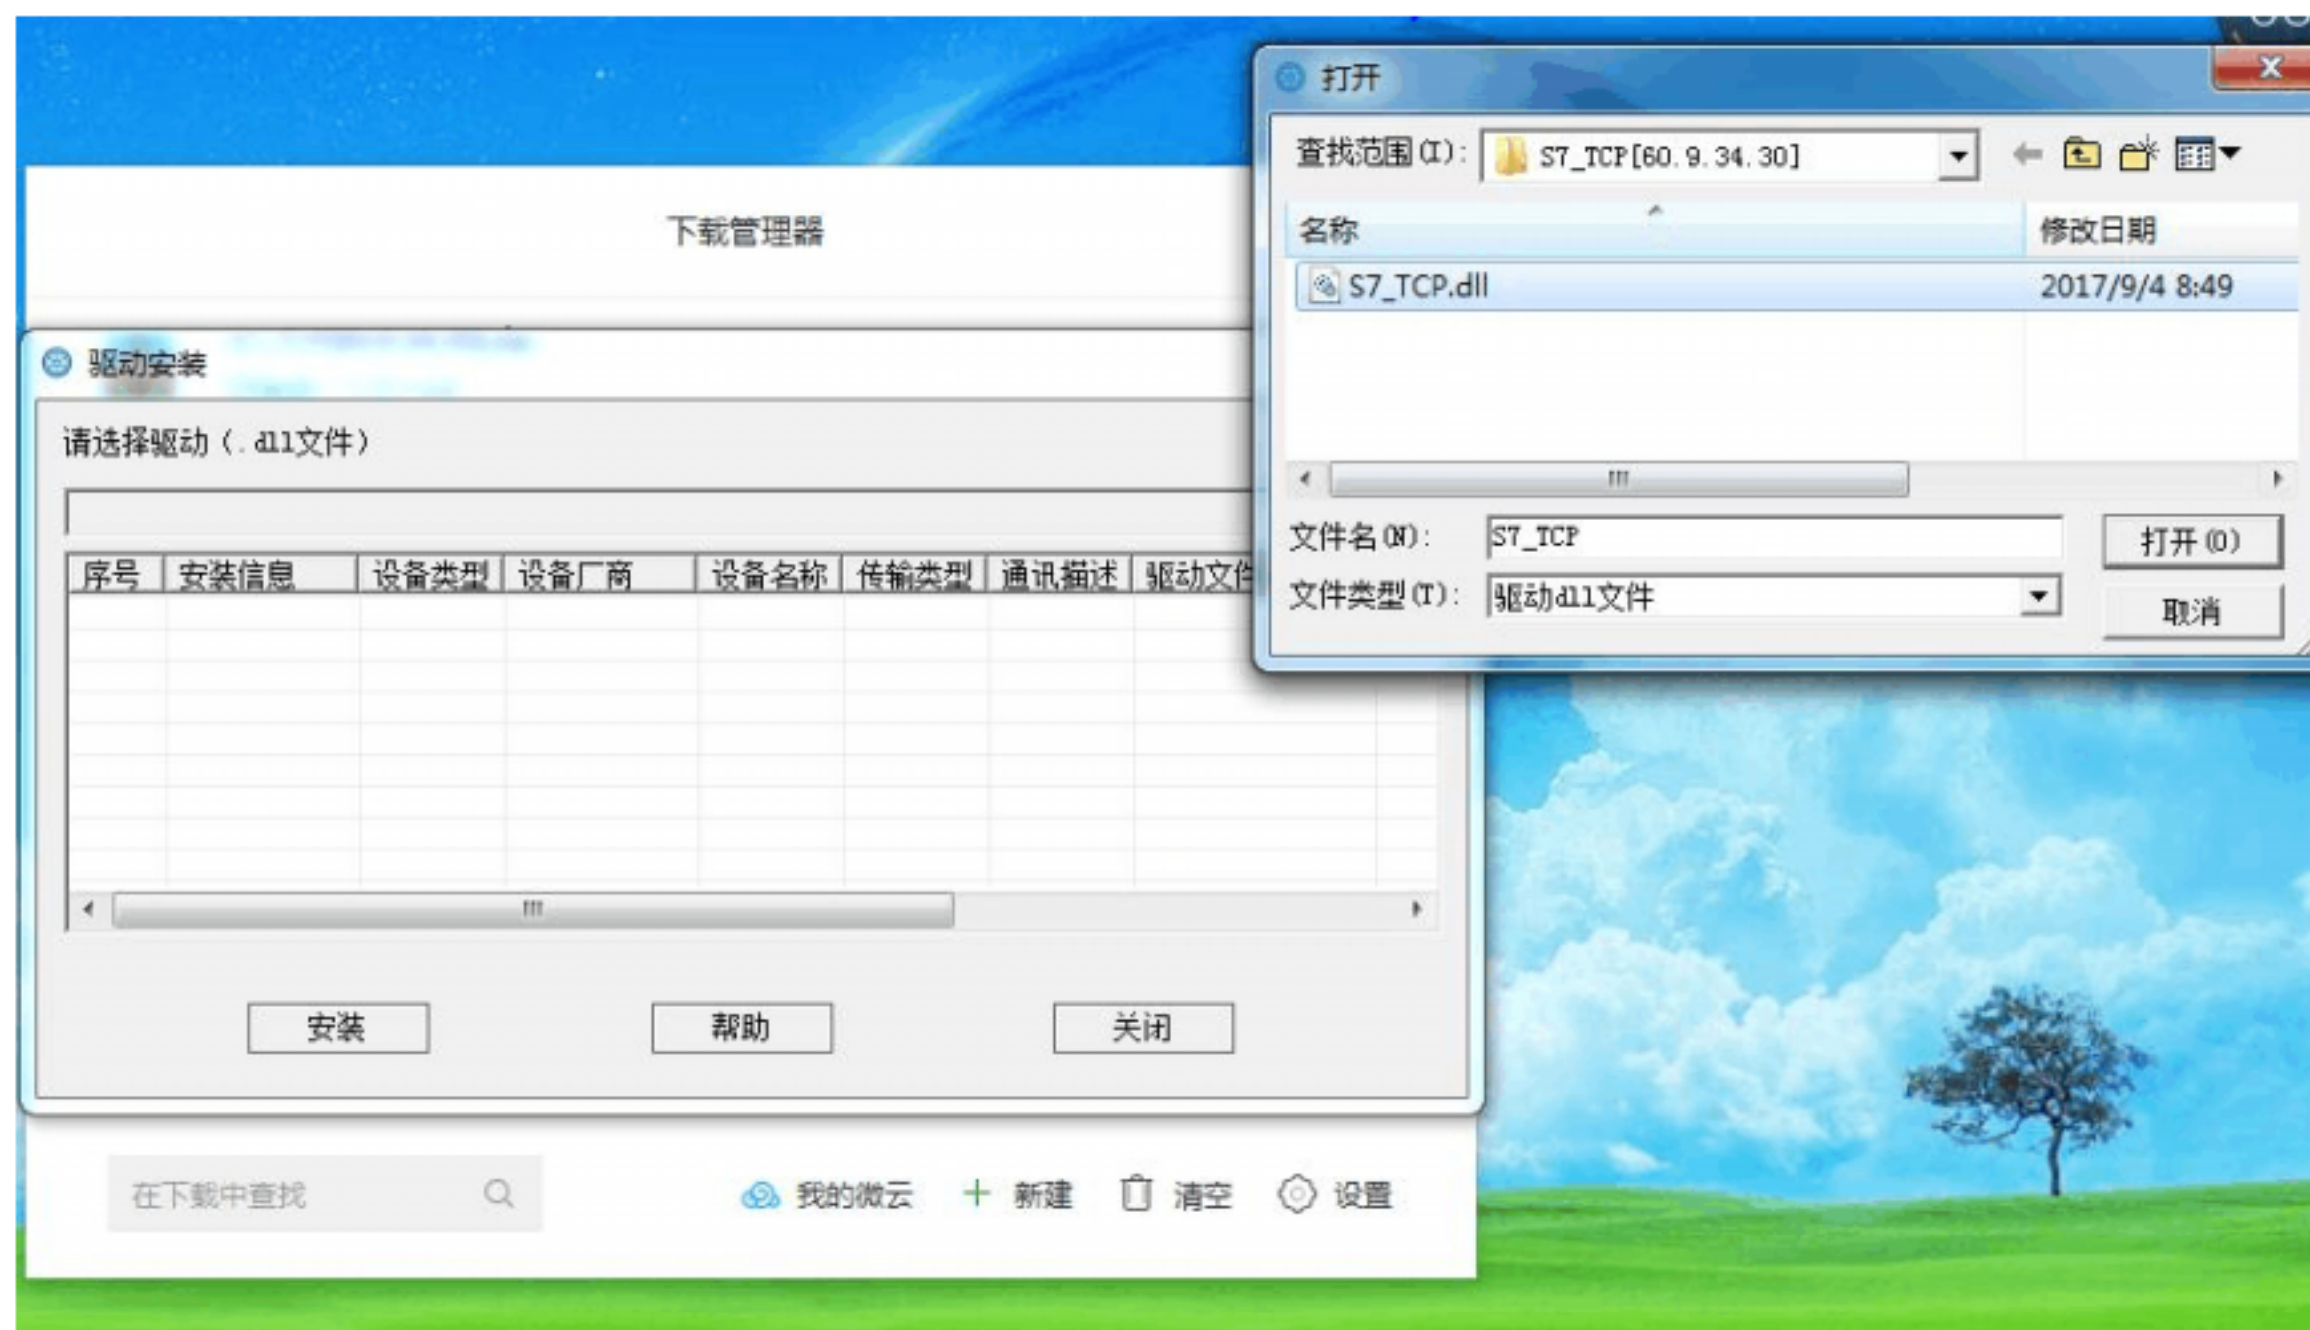 打开
查找范围(I):
S7_TCP[60.9.34.30]
名称
修改日期
S7_TCP.dll
2017/9/4 8:49
文件名(N):
S7_TCP
打开(O)
文件类型(T):
驱动dll文件
取消
下载管理器
驱动安装
请选择驱动(.dll文件)
序号 安装信息 设备类型 设备厂商 设备名称 传输类型 通讯描述 驱动文件
安装
帮助
关闭
在下载中查找
我的微云
新建
清空
设置